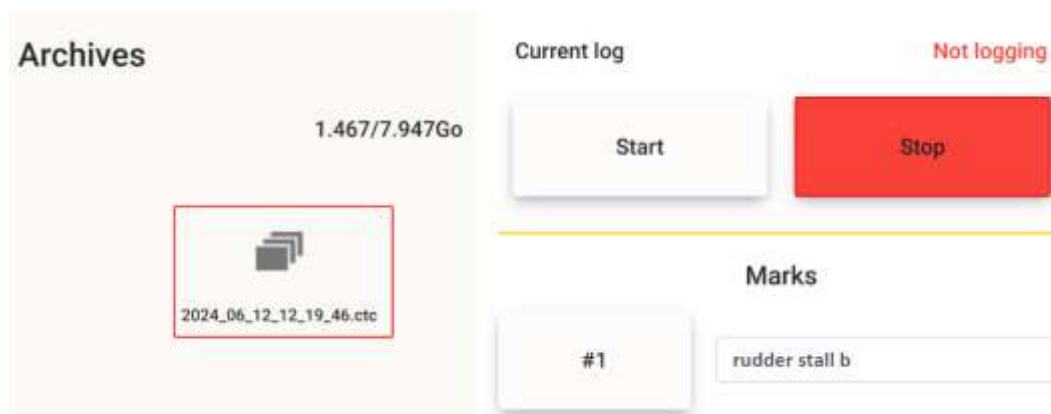 Archives
1.467/7.947Go
2024_06_12_12_19_46.ctc
Current log
Not logging
Start
Stop
Marks
#1
rudder stall b